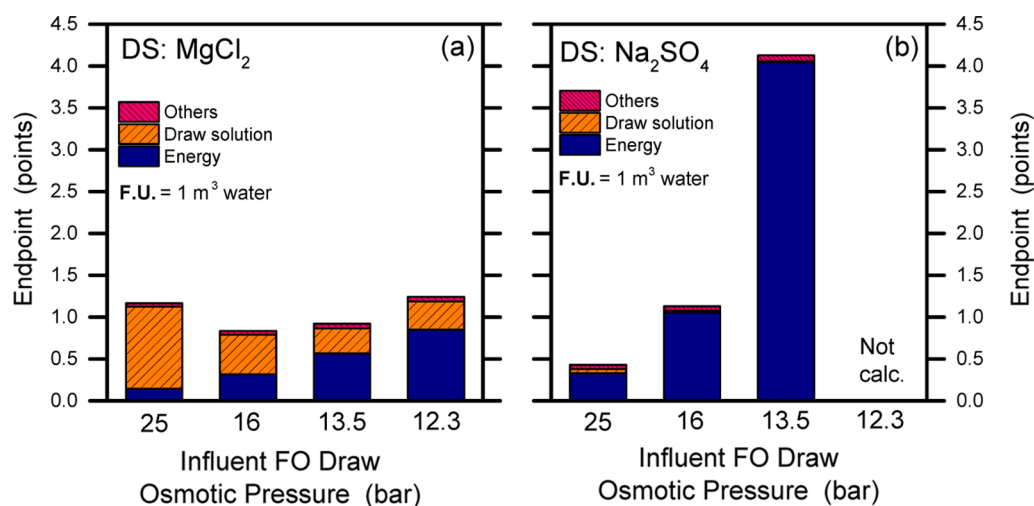 4.5
4.0
3.5
3.0
2.5
2.0
1.5
1.0
0.5
0.0
Endpoint (points)
DS: MgCl₂
(a)
Others
Draw solution
Energy
F.U. = 1 m³ water
25
16
13.5
12.3
Influent FO Draw
Osmotic Pressure (bar)
DS: Na₂SO₄
(b)
Others
Draw solution
Energy
F.U. = 1 m³ water
Not
calc.
25
16
13.5
12.3
Influent FO Draw
Osmotic Pressure (bar)
4.5
4.0
3.5
3.0
2.5
2.0
1.5
1.0
0.5
0.0
Endpoint (points)